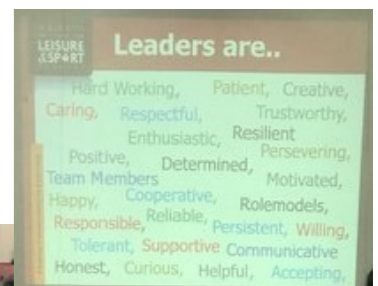 LEISURE
&SPORT
Leaders are..
Hard Working, Patient, Creative,
Caring, Respectful, Trustworthy,
Enthusiastic, Resilient
Positive, Determined, Persevering,
Team Members Motivated,
Happy, Cooperative, Rolemodels,
Responsible, Reliable, Persistent, Willing,
Tolerant, Supportive Communicative
Honest, Curious, Helpful, Accepting,